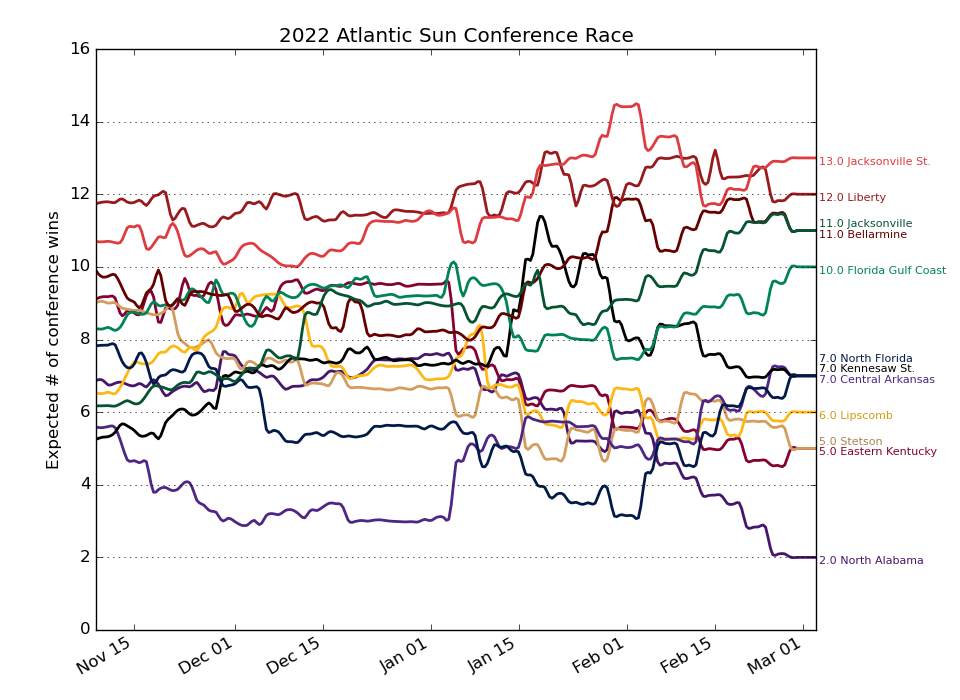 2022 Atlantic Sun Conference Race
Expected # of conference wins
16
14
12
10
8
6
4
2
0
13.0 Jacksonville St.
12.0 Liberty
11.0 Jacksonville
11.0 Bellarmine
10.0 Florida Gulf Coast
7.0 North Florida
7.0 Kennesaw St.
7.0 Central Arkansas
6.0 Lipscomb
5.0 Stetson
5.0 Eastern Kentucky
2.0 North Alabama
Nov 15
Dec 01
Dec 15
Jan 01
Jan 15
Feb 01
Feb 15
Mar 01